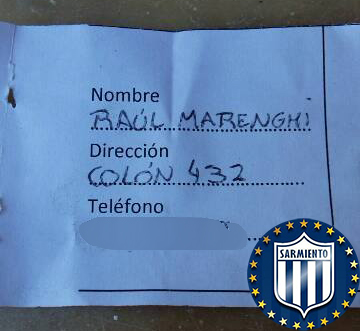 Nombre
RAÚL MARENGHI
Dirección
COLÓN 432
Teléfono
SARMIENTO